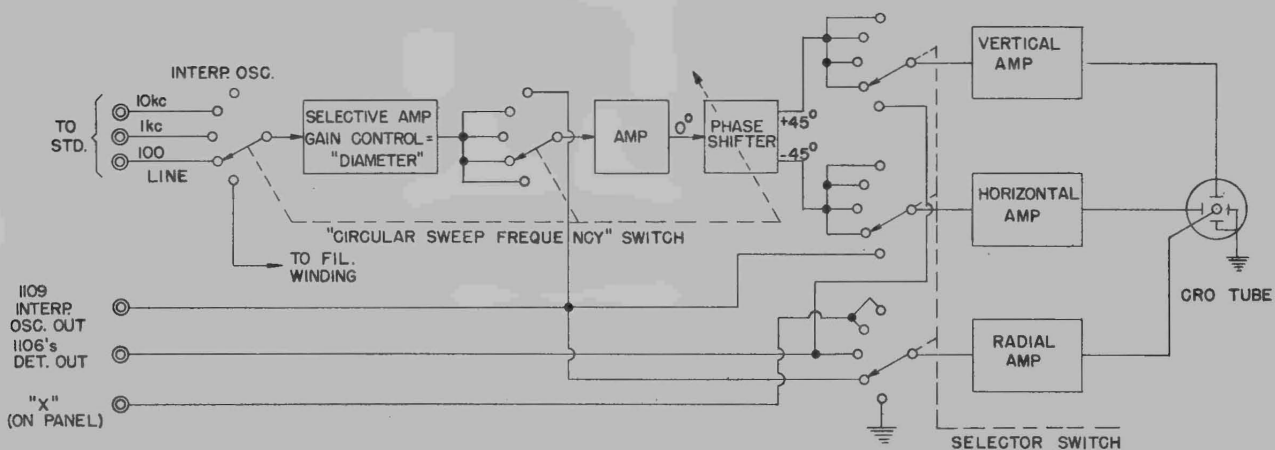 INTERP. OSC.
TO
STD.
10kc
1kc
100
LINE
SELECTIVE AMP
GAIN CONTROL =
"DIAMETER"
AMP
0°
PHASE
SHIFTER
+45°
-45°
VERTICAL
AMP
HORIZONTAL
AMP
"CIRCULAR SWEEP FREQUENCY" SWITCH
TO FIL.
WINDING
1109
INTERP.
OSC. OUT
1106's
DET. OUT
"X"
(ON PANEL)
RADIAL
AMP
CRO TUBE
SELECTOR SWITCH